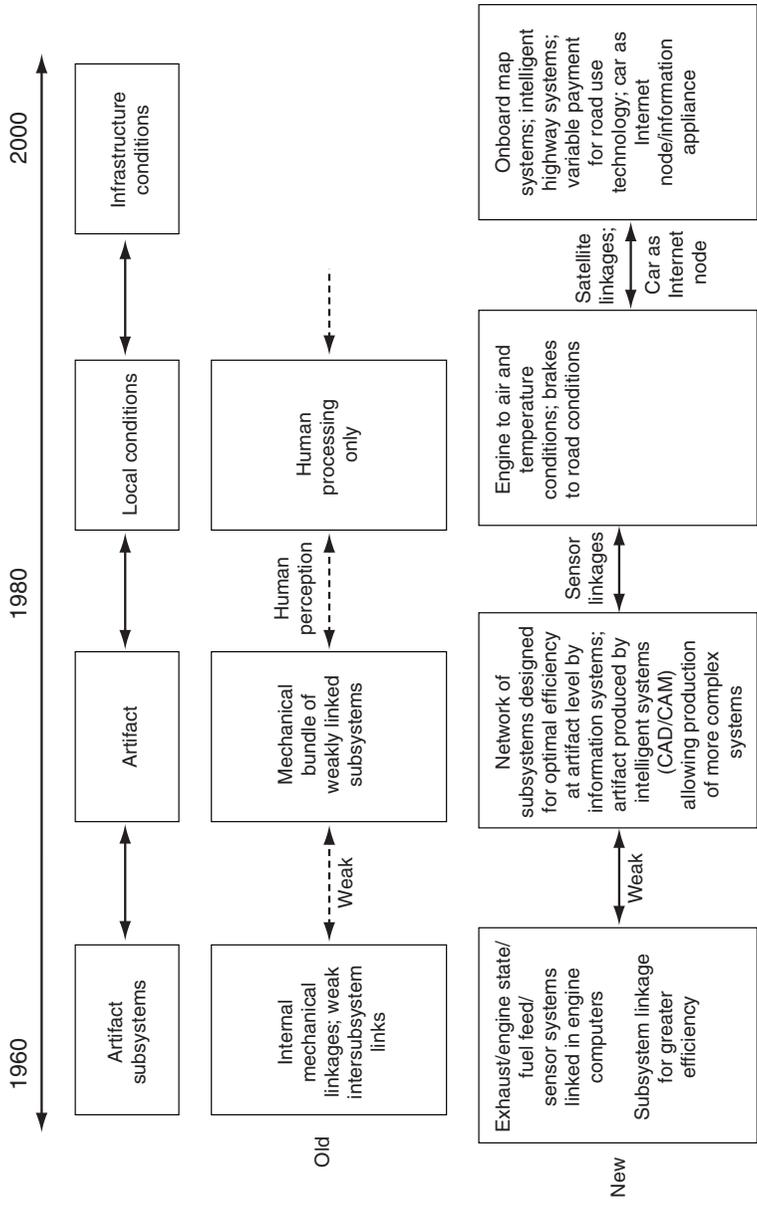 1960
1980
2000
Artifact
subsystems
Artifact
Local conditions
Infrastructure
conditions
Old
Internal
mechanical
linkages; weak
intersubsystem
links
Weak
Mechanical
bundle of
weakly linked
subsystems
Human
perception
Human
processing
only
New
Exhaust/engine state/
fuel feed/
sensor systems
linked in engine
computers
Subsystem linkage
for greater
efficiency
Weak
Network of
subsystems designed
for optimal efficiency
at artifact level by
information systems;
artifact produced by
intelligent systems
(CAD/CAM)
allowing production
of more complex
systems
Sensor
linkages
Engine to air and
temperature
conditions; brakes
to road conditions
Satellite
linkages;
Car as
Internet
node
Onboard map
systems; intelligent
highway systems;
variable payment
for road use
technology; car as
Internet
node/information
appliance